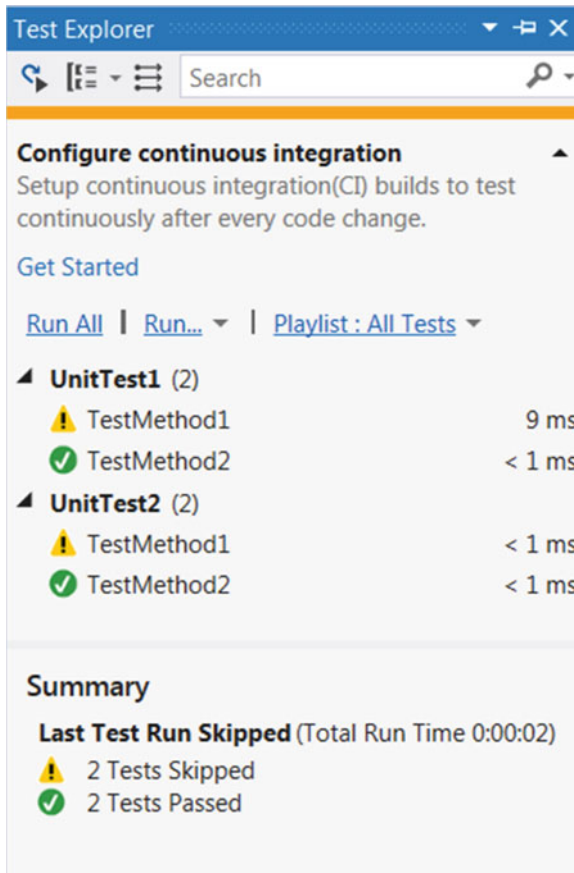 Test Explorer
Search
Configure continuous integration
Setup continuous integration(CI) builds to test
continuously after every code change.
Get Started
Run All | Run... | Playlist : All Tests
UnitTest1 (2)
TestMethod1 9 ms
TestMethod2 < 1 ms
UnitTest2 (2)
TestMethod1 < 1 ms
TestMethod2 < 1 ms
Summary
Last Test Run Skipped (Total Run Time 0:00:02)
2 Tests Skipped
2 Tests Passed